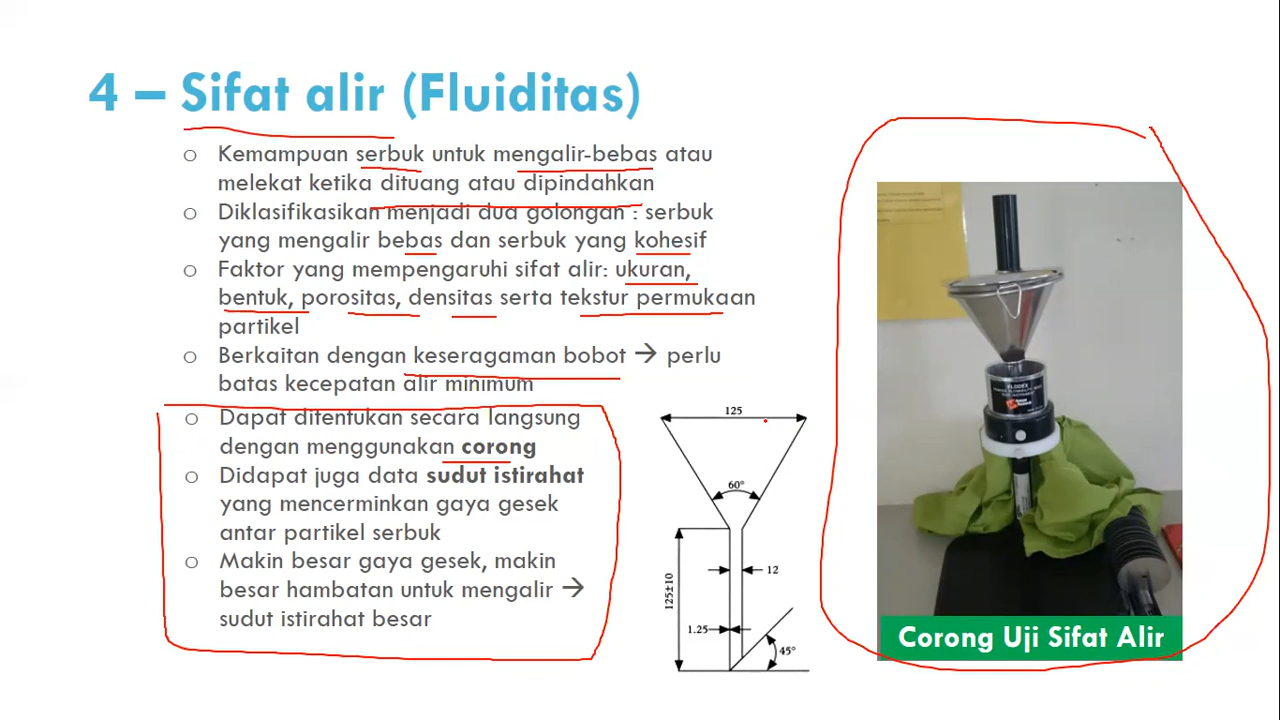 4 – Sifat alir (Fluiditas)
o Kemampuan serbuk untuk mengalir-bebas atau
melekat ketika dituang atau dipindahkan
o Diklasifikasikan menjadi dua golongan : serbuk
yang mengalir bebas dan serbuk yang kohesif
o Faktor yang mempengaruhi sifat alir: ukuran,
bentuk, porositas, densitas serta tekstur permukaan
partikel
o Berkaitan dengan keseragaman bobot → perlu
batas kecepatan alir minimum
o Dapat ditentukan secara langsung
dengan menggunakan corong
o Didapat juga data sudut istirahat
yang mencerminkan gaya gesek
antar partikel serbuk
o Makin besar gaya gesek, makin
besar hambatan untuk mengalir →
sudut istirahat besar
125
60°
12
125±10
1.25
45°
FLODEX
Corong Uji Sifat Alir